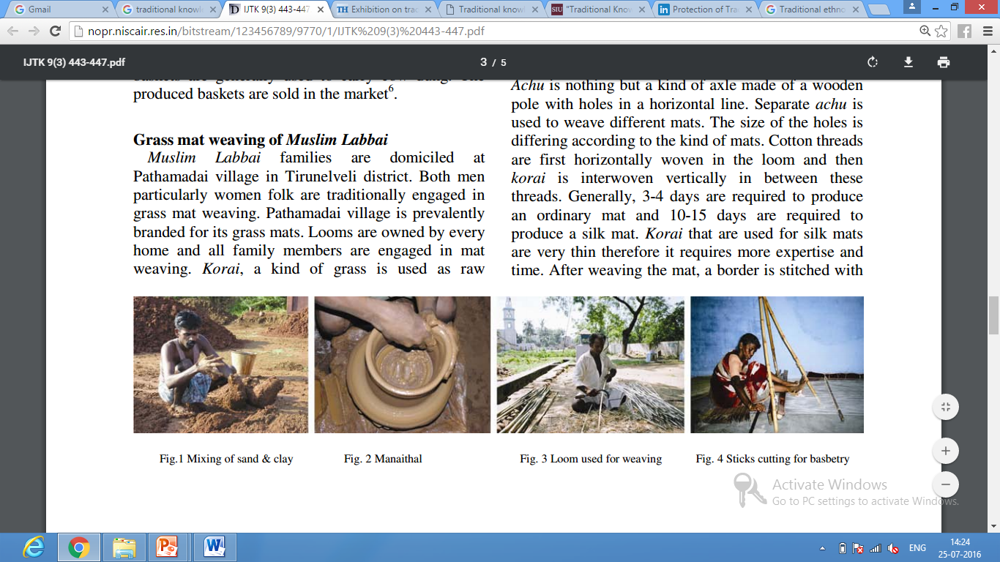 Gmail
traditional knowl
IJTK 9(3) 443-447
TH Exhibition on trad
Traditional know
SIU "Traditional Know
in Protection of Tra
Traditional ethno
nopr.niscair.res.in/bitstream/123456789/9770/1/IJTK%209(3)%20443-447.pdf
IJTK 9(3) 443-447.pdf
3 / 5
baskets are generally used to carry cow dung. The
produced baskets are sold in the market6.
Grass mat weaving of Muslim Labbai
Muslim Labbai families are domiciled at
Pathamadai village in Tirunelveli district. Both men
particularly women folk are traditionally engaged in
grass mat weaving. Pathamadai village is prevalently
branded for its grass mats. Looms are owned by every
home and all family members are engaged in mat
weaving. Korai, a kind of grass is used as raw
Achu is nothing but a kind of axle made of a wooden
pole with holes in a horizontal line. Separate achu is
used to weave different mats. The size of the holes is
differing according to the kind of mats. Cotton threads
are first horizontally woven in the loom and then
korai is interwoven vertically in between these
threads. Generally, 3-4 days are required to produce
an ordinary mat and 10-15 days are required to
produce a silk mat. Korai that are used for silk mats
are very thin therefore it requires more expertise and
time. After weaving the mat, a border is stitched with
Fig.1 Mixing of sand & clay
Fig. 2 Manaithal
Fig. 3 Loom used for weaving
Fig. 4 Sticks cutting for basbetry
Activate Windows
Go to PC settings to activate Windows.
ENG
14:24
25-07-2016